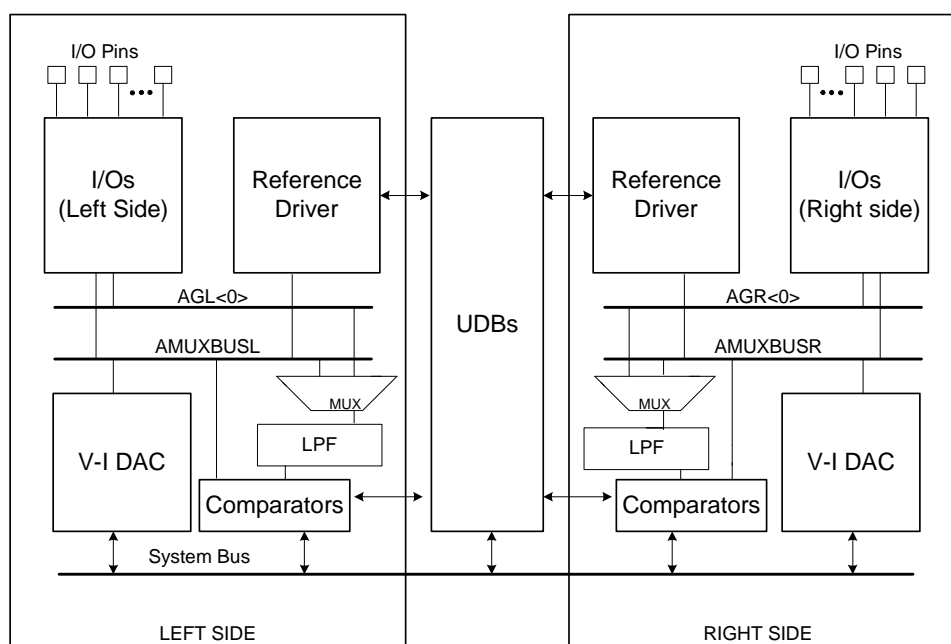 I/O Pins
I/O Pins
•••
•••
I/Os
(Left Side)
Reference
Driver
Reference
Driver
I/Os
(Right side)
AGL<0>
AGR<0>
UDBs
AMUXBUSL
AMUXBUSR
MUX
MUX
LPF
LPF
V-I DAC
V-I DAC
Comparators
Comparators
System Bus
LEFT SIDE
RIGHT SIDE